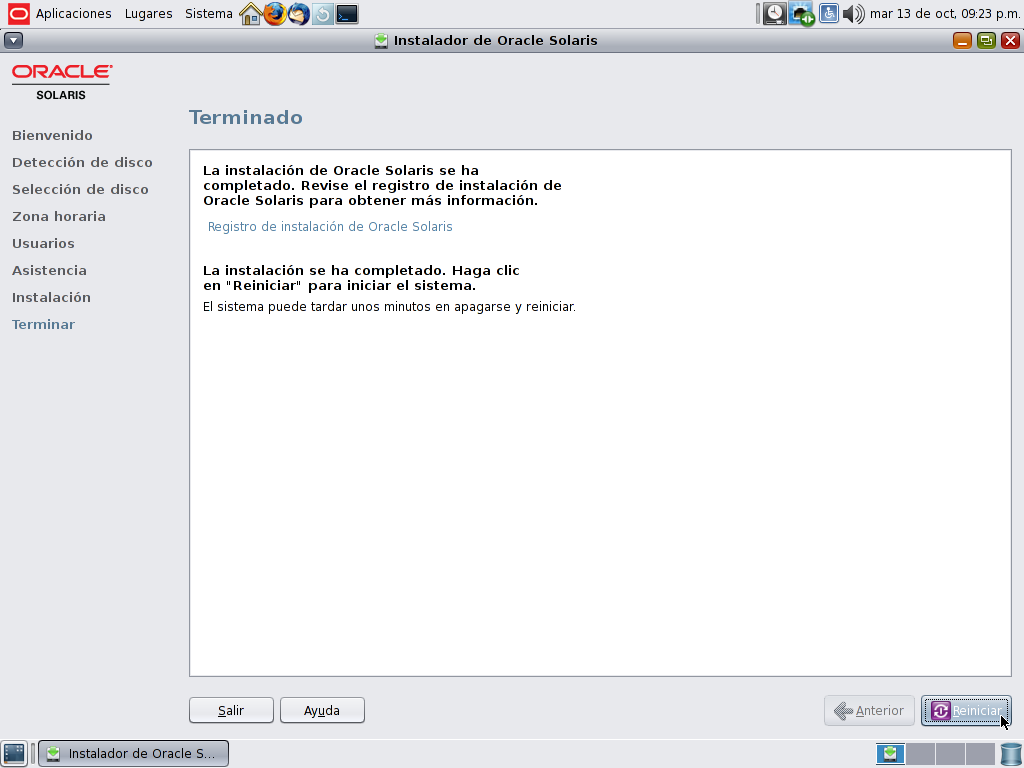 Aplicaciones Lugares Sistema mar 13 de oct, 09:23 p.m.
Instalador de Oracle Solaris
ORACLE
SOLARIS
Terminado
Bienvenido
Detección de disco
Selección de disco
Zona horaria
Usuarios
Asistencia
Instalación
Terminar
La instalación de Oracle Solaris se ha
completado. Revise el registro de instalación de
Oracle Solaris para obtener más información.
Registro de instalación de Oracle Solaris
La instalación se ha completado. Haga clic
en "Reiniciar" para iniciar el sistema.
El sistema puede tardar unos minutos en apagarse y reiniciar.
Salir Ayuda Anterior Reiniciar
Instalador de Oracle S...